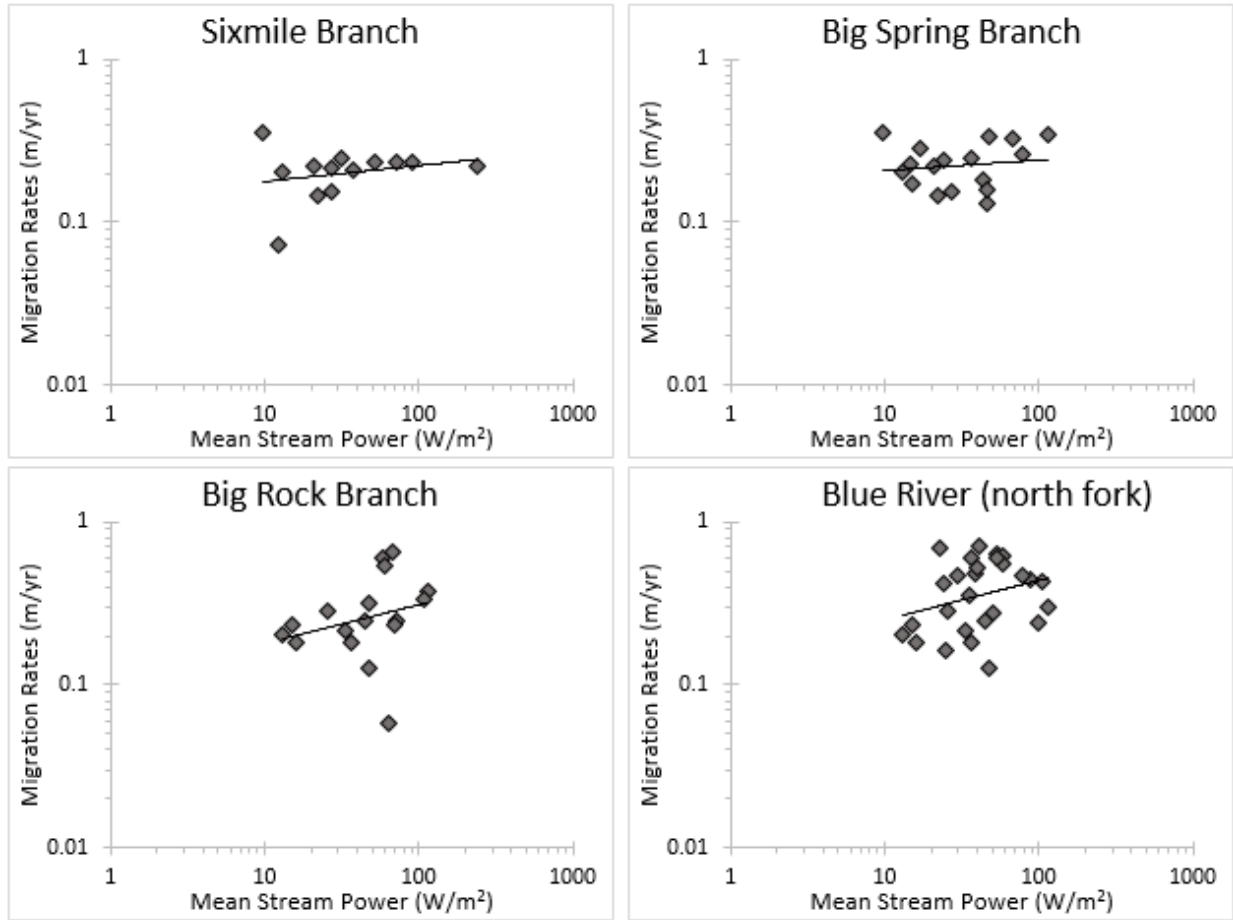 Sixmile Branch
1
0.1
0.01
Migration Rates (m/yr)
1 10 100 1000
Mean Stream Power (W/m²)
Big Spring Branch
1
0.1
0.01
Migration Rates (m/yr)
1 10 100 1000
Mean Stream Power (W/m²)
Big Rock Branch
1
0.1
0.01
Migration Rates (m/yr)
1 10 100 1000
Mean Stream Power (W/m²)
Blue River (north fork)
1
0.1
0.01
Migration Rates (m/yr)
1 10 100 1000
Mean Stream Power (W/m²)